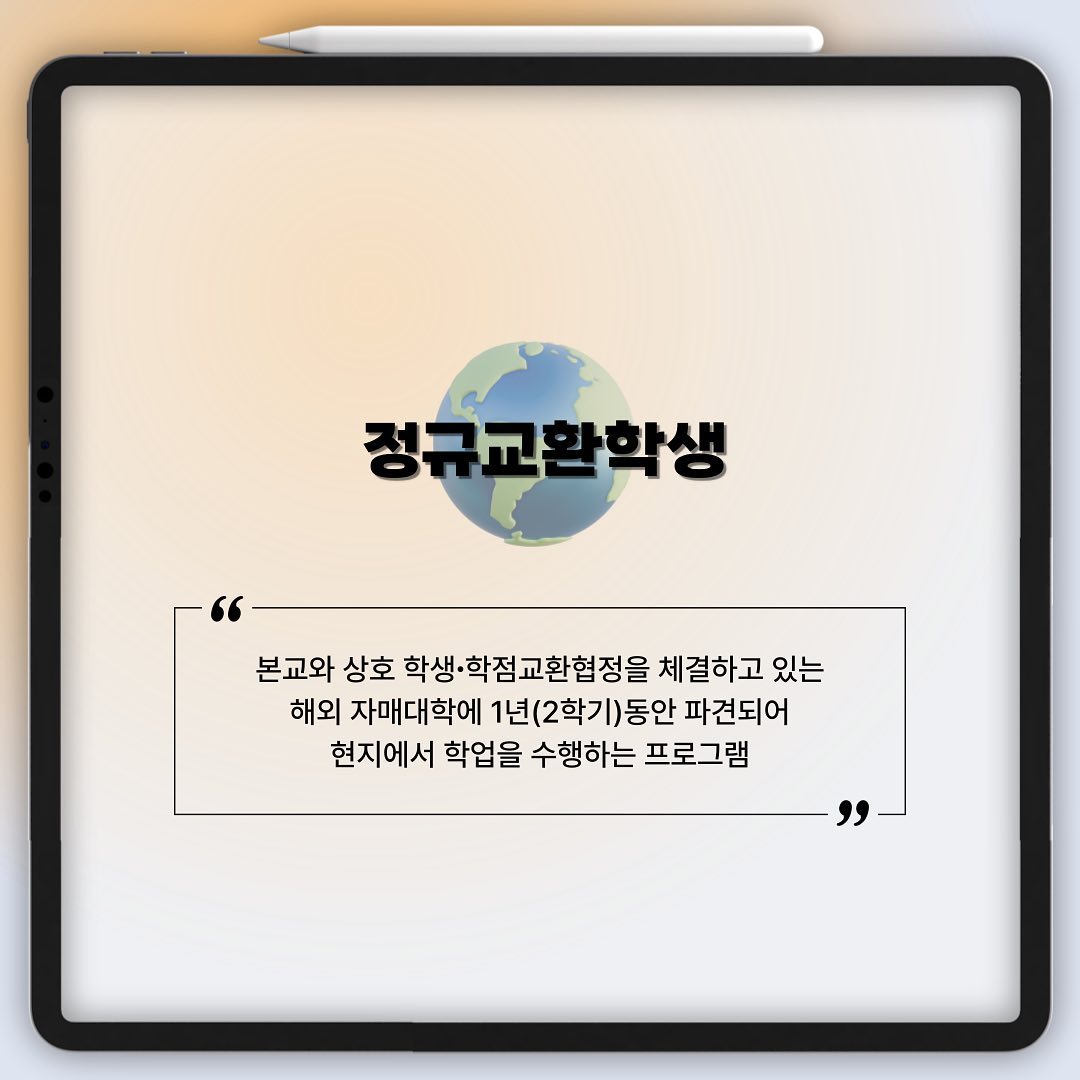 정규교환학생
“
본교와 상호 학생•학점교환협정을 체결하고 있는
해외 자매대학에 1년(2학기)동안 파견되어
현지에서 학업을 수행하는 프로그램
”